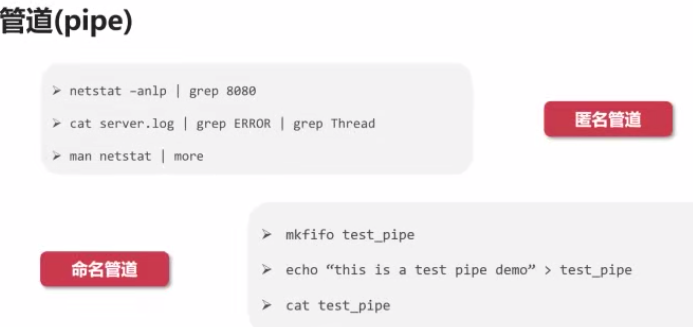 管道(pipe)
➢ netstat –anlp | grep 8080
➢ cat server.log | grep ERROR | grep Thread
➢ man netstat | more
匿名管道
命名管道
➢ mkfifo test_pipe
➢ echo “this is a test pipe demo” > test_pipe
➢ cat test_pipe